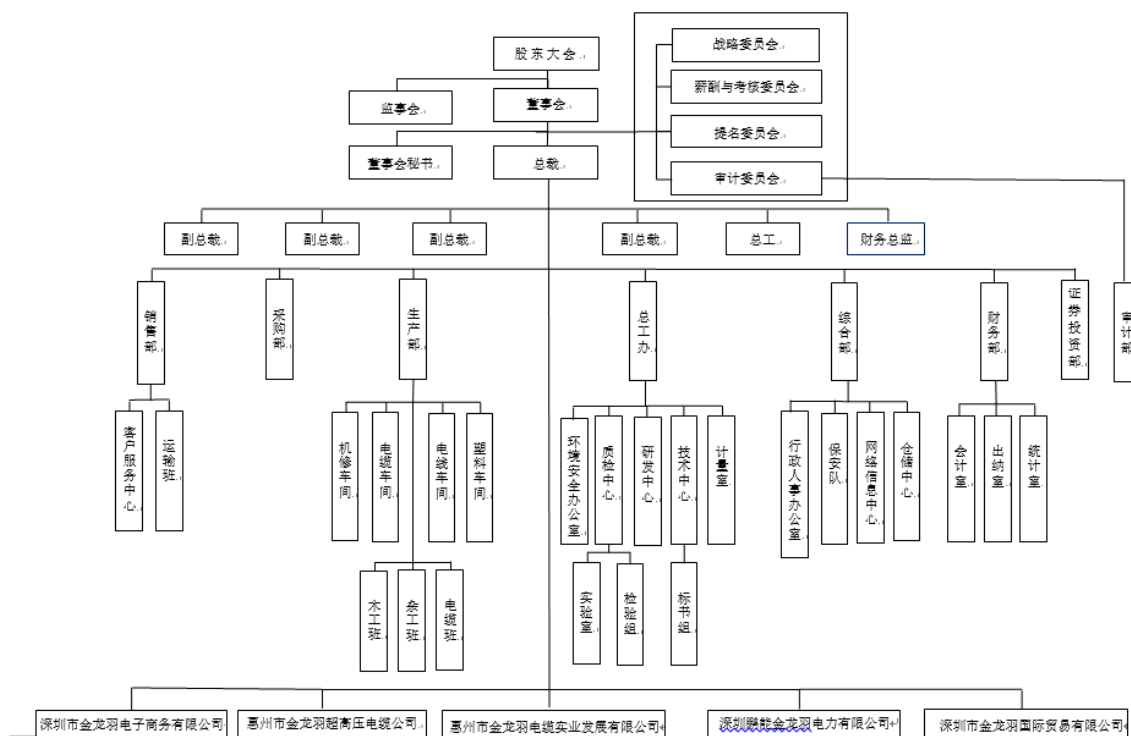 股东大会
监事会
董事会
董事会秘书
总裁
战略委员会
薪酬与考核委员会
提名委员会
审计委员会
副总裁
副总裁
副总裁
副总裁
总工
财务总监
销售部
采购部
生产部
总工办
综合部
财务部
证券投资部
审计部
客户服务中心
运输班
机修车间
电缆车间
电线车间
塑料车间
环境安全办公室
质检中心
研发中心
技术中心
计量室
行政人事办公室
保安队
网络信息中心
仓储中心
会计室
出纳室
统计室
木工班
杂工班
电缆班
实验室
检验组
标书组
深圳市金龙羽电子商务有限公司
惠州市金龙羽超高压电缆公司
惠州市金龙羽电缆实业发展有限公司
深圳鹏能金龙羽电力有限公司
深圳市金龙羽国际贸易有限公司